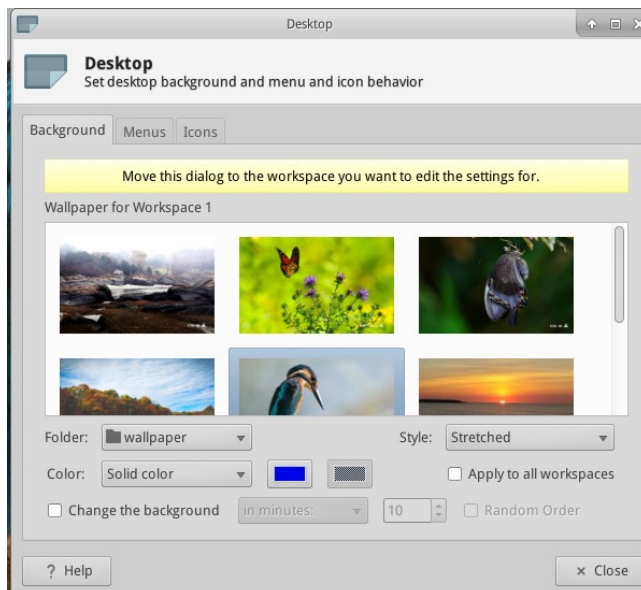 Desktop
Desktop
Set desktop background and menu and icon behavior
Background Menus Icons
Move this dialog to the workspace you want to edit the settings for.
Wallpaper for Workspace 1
Folder: wallpaper Style: Stretched
Color: Solid color Apply to all workspaces
Change the background in minutes: 10 Random Order
? Help × Close